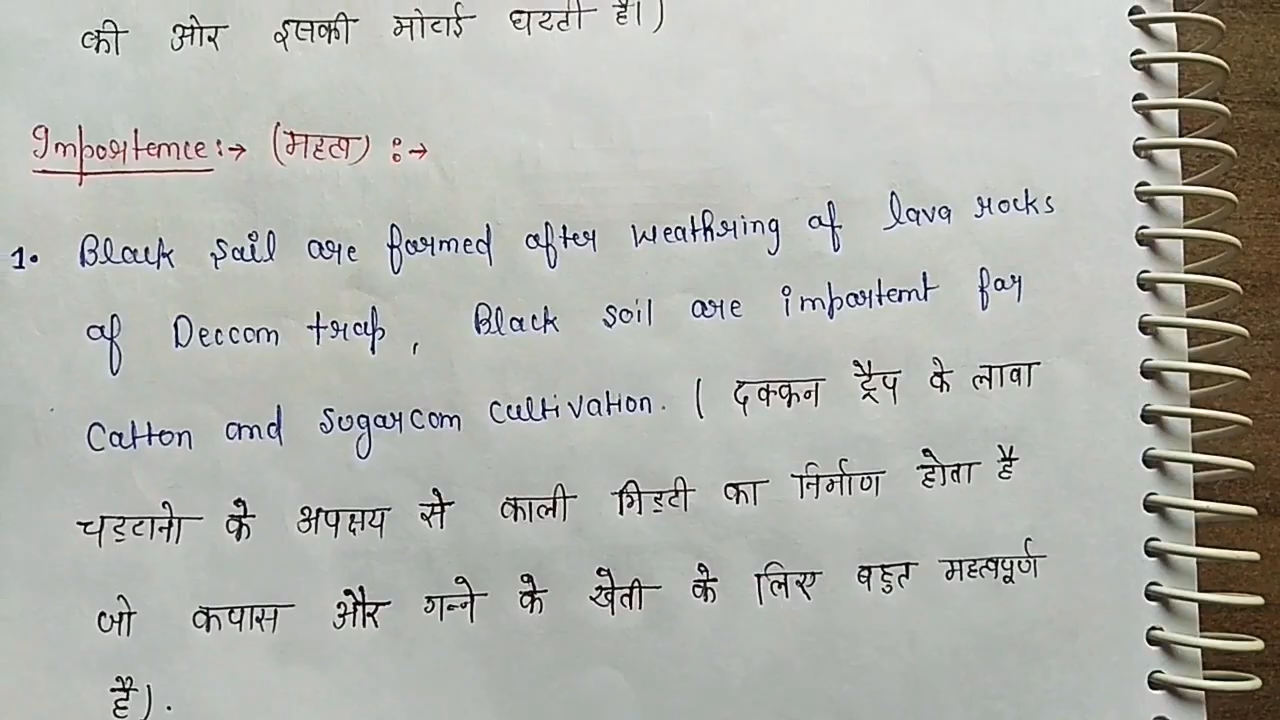 की ओर इसकी मोटाई घटती है।)
Importence :→ (महत्व) :→
1. Black soil are formed after weathring of lava rocks
of Deccan trap, Black soil are importent for
Catton and Sugarcan cultivation. ( दक्कन ट्रैप के लावा
चट्टानो के अपक्षय से काली मिट्टी का निर्माण होता है
जो कपास और गन्ने के खेती के लिए बहुत महत्वपूर्ण
है).